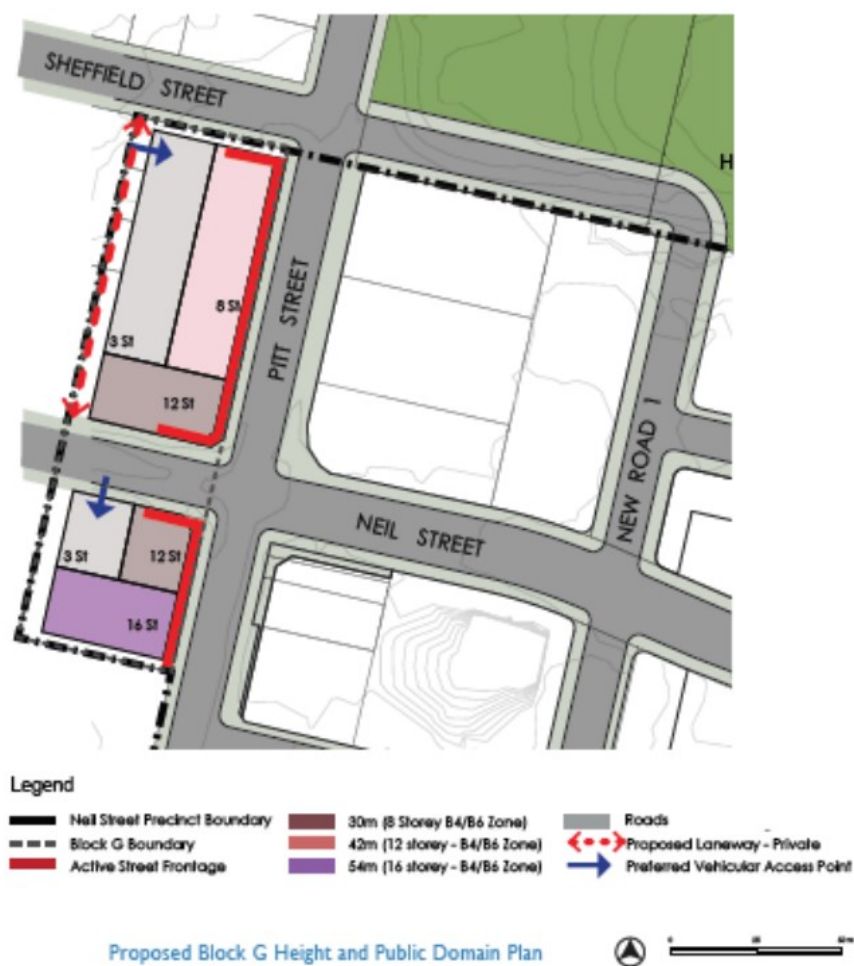 SHEFFIELD STREET
H
8 St
PITT STREET
3 St
12 St
NEW ROAD 1
NEIL STREET
3 St
12 St
16 St
Legend
Neil Street Precinct Boundary
Block G Boundary
Active Street Frontage
30m (8 Storey B4/B6 Zone)
42m (12 storey - B4/B6 Zone)
54m (16 storey - B4/B6 Zone)
Roads
Proposed Laneway - Private
Preferred Vehicular Access Point
Proposed Block G Height and Public Domain Plan
0